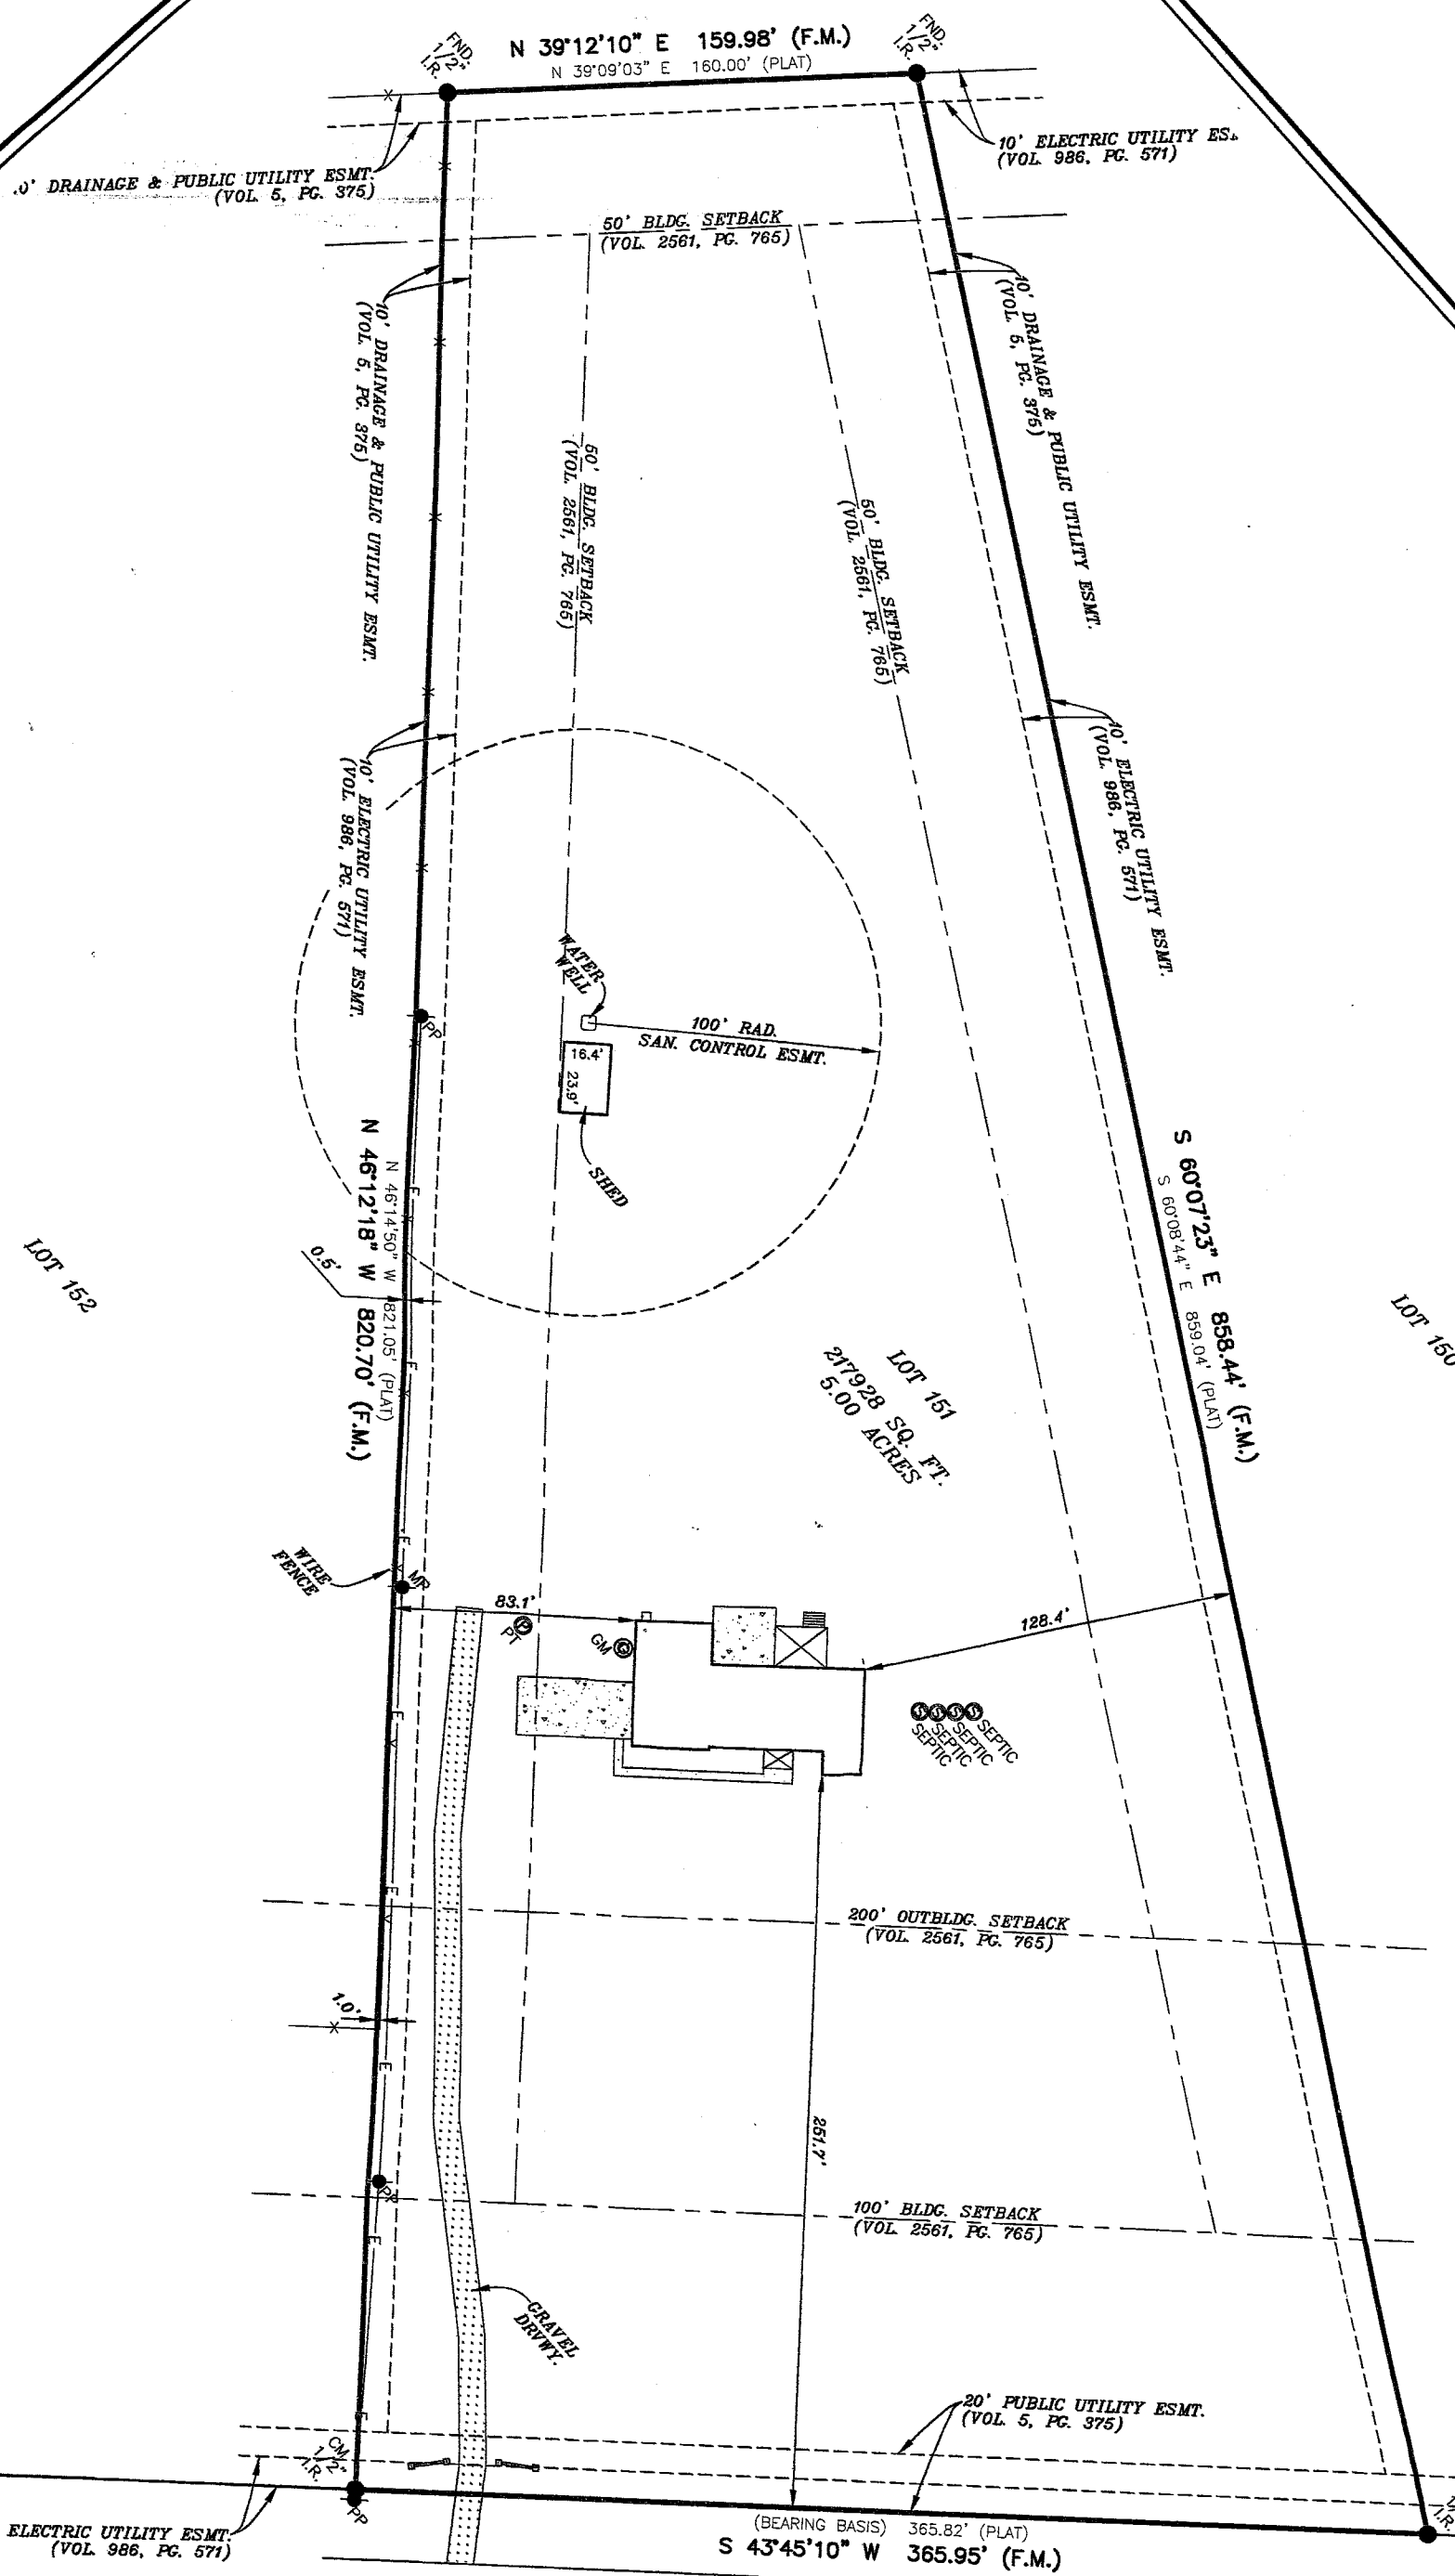 FND.
1/2"
I.R.
N 39°12'10" E 159.98' (F.M.)
N 39°09'03" E 160.00' (PLAT)
FND.
1/2"
I.R.
10' ELECTRIC UTILITY
(VOL. 986, PG. 571)
.0' DRAINAGE & PUBLIC UTILITY ESMT.
(VOL. 5, PG. 375)
50' BLDG. SETBACK
(VOL. 2561, PG. 765)
10' DRAINAGE & PUBLIC UTILITY ESMT.
(VOL. 5, PG. 375)
10' DRAINAGE & PUBLIC UTILITY ESMT.
(VOL. 5, PG. 375)
50' BLDG. SETBACK
(VOL. 2561, PG. 765)
50' BLDG. SETBACK
(VOL. 2561, PG. 765)
10' ELECTRIC UTILITY ESMT.
(VOL. 986, PG. 571)
10' ELECTRIC UTILITY ESMT.
(VOL. 986, PG. 571)
WATER
WELL
100' RAD.
SAN. CONTROL ESMT.
PP
16.4'
23.9'
SHED
N 46°14'50" W 821.05' (PLAT)
N 46°12'18" W 820.70' (F.M.)
S 60°07'23" E 858.44' (F.M.)
S 60°08'44" E 859.04' (PLAT)
0.5'
E
LOT 152
LOT 150
LOT 151
217928 SQ. FT.
5.00 ACRES
E
E
WIRE
FENCE
MP
83.1'
PT
GM
128.4'
S S S S
SEPTIC
SEPTIC
SEPTIC
SEPTIC
E
E
200' OUTBLDG. SETBACK
(VOL. 2561, PG. 765)
1.0'
E
251.7'
PP
100' BLDG. SETBACK
(VOL. 2561, PG. 765)
E
GRAVEL
DRVWY.
20' PUBLIC UTILITY ESMT.
(VOL. 5, PG. 375)
E
CM
1/2"
I.R.
PP
I.R.
ELECTRIC UTILITY ESMT.
(VOL. 986, PG. 571)
(BEARING BASIS) 365.82' (PLAT)
S 43°45'10" W 365.95' (F.M.)